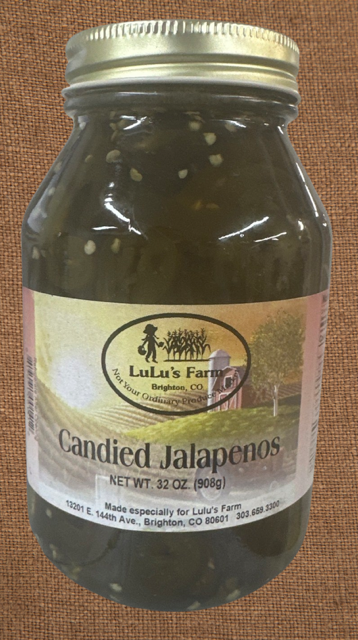 LuLu's Farm
Brighton, CO
Not Your Ordinary Produce
Candied Jalapenos
NET WT. 32 OZ. (908g)
Made especially for Lulu's Farm
13201 E. 144th Ave., Brighton, CO 80601 303.659.3300